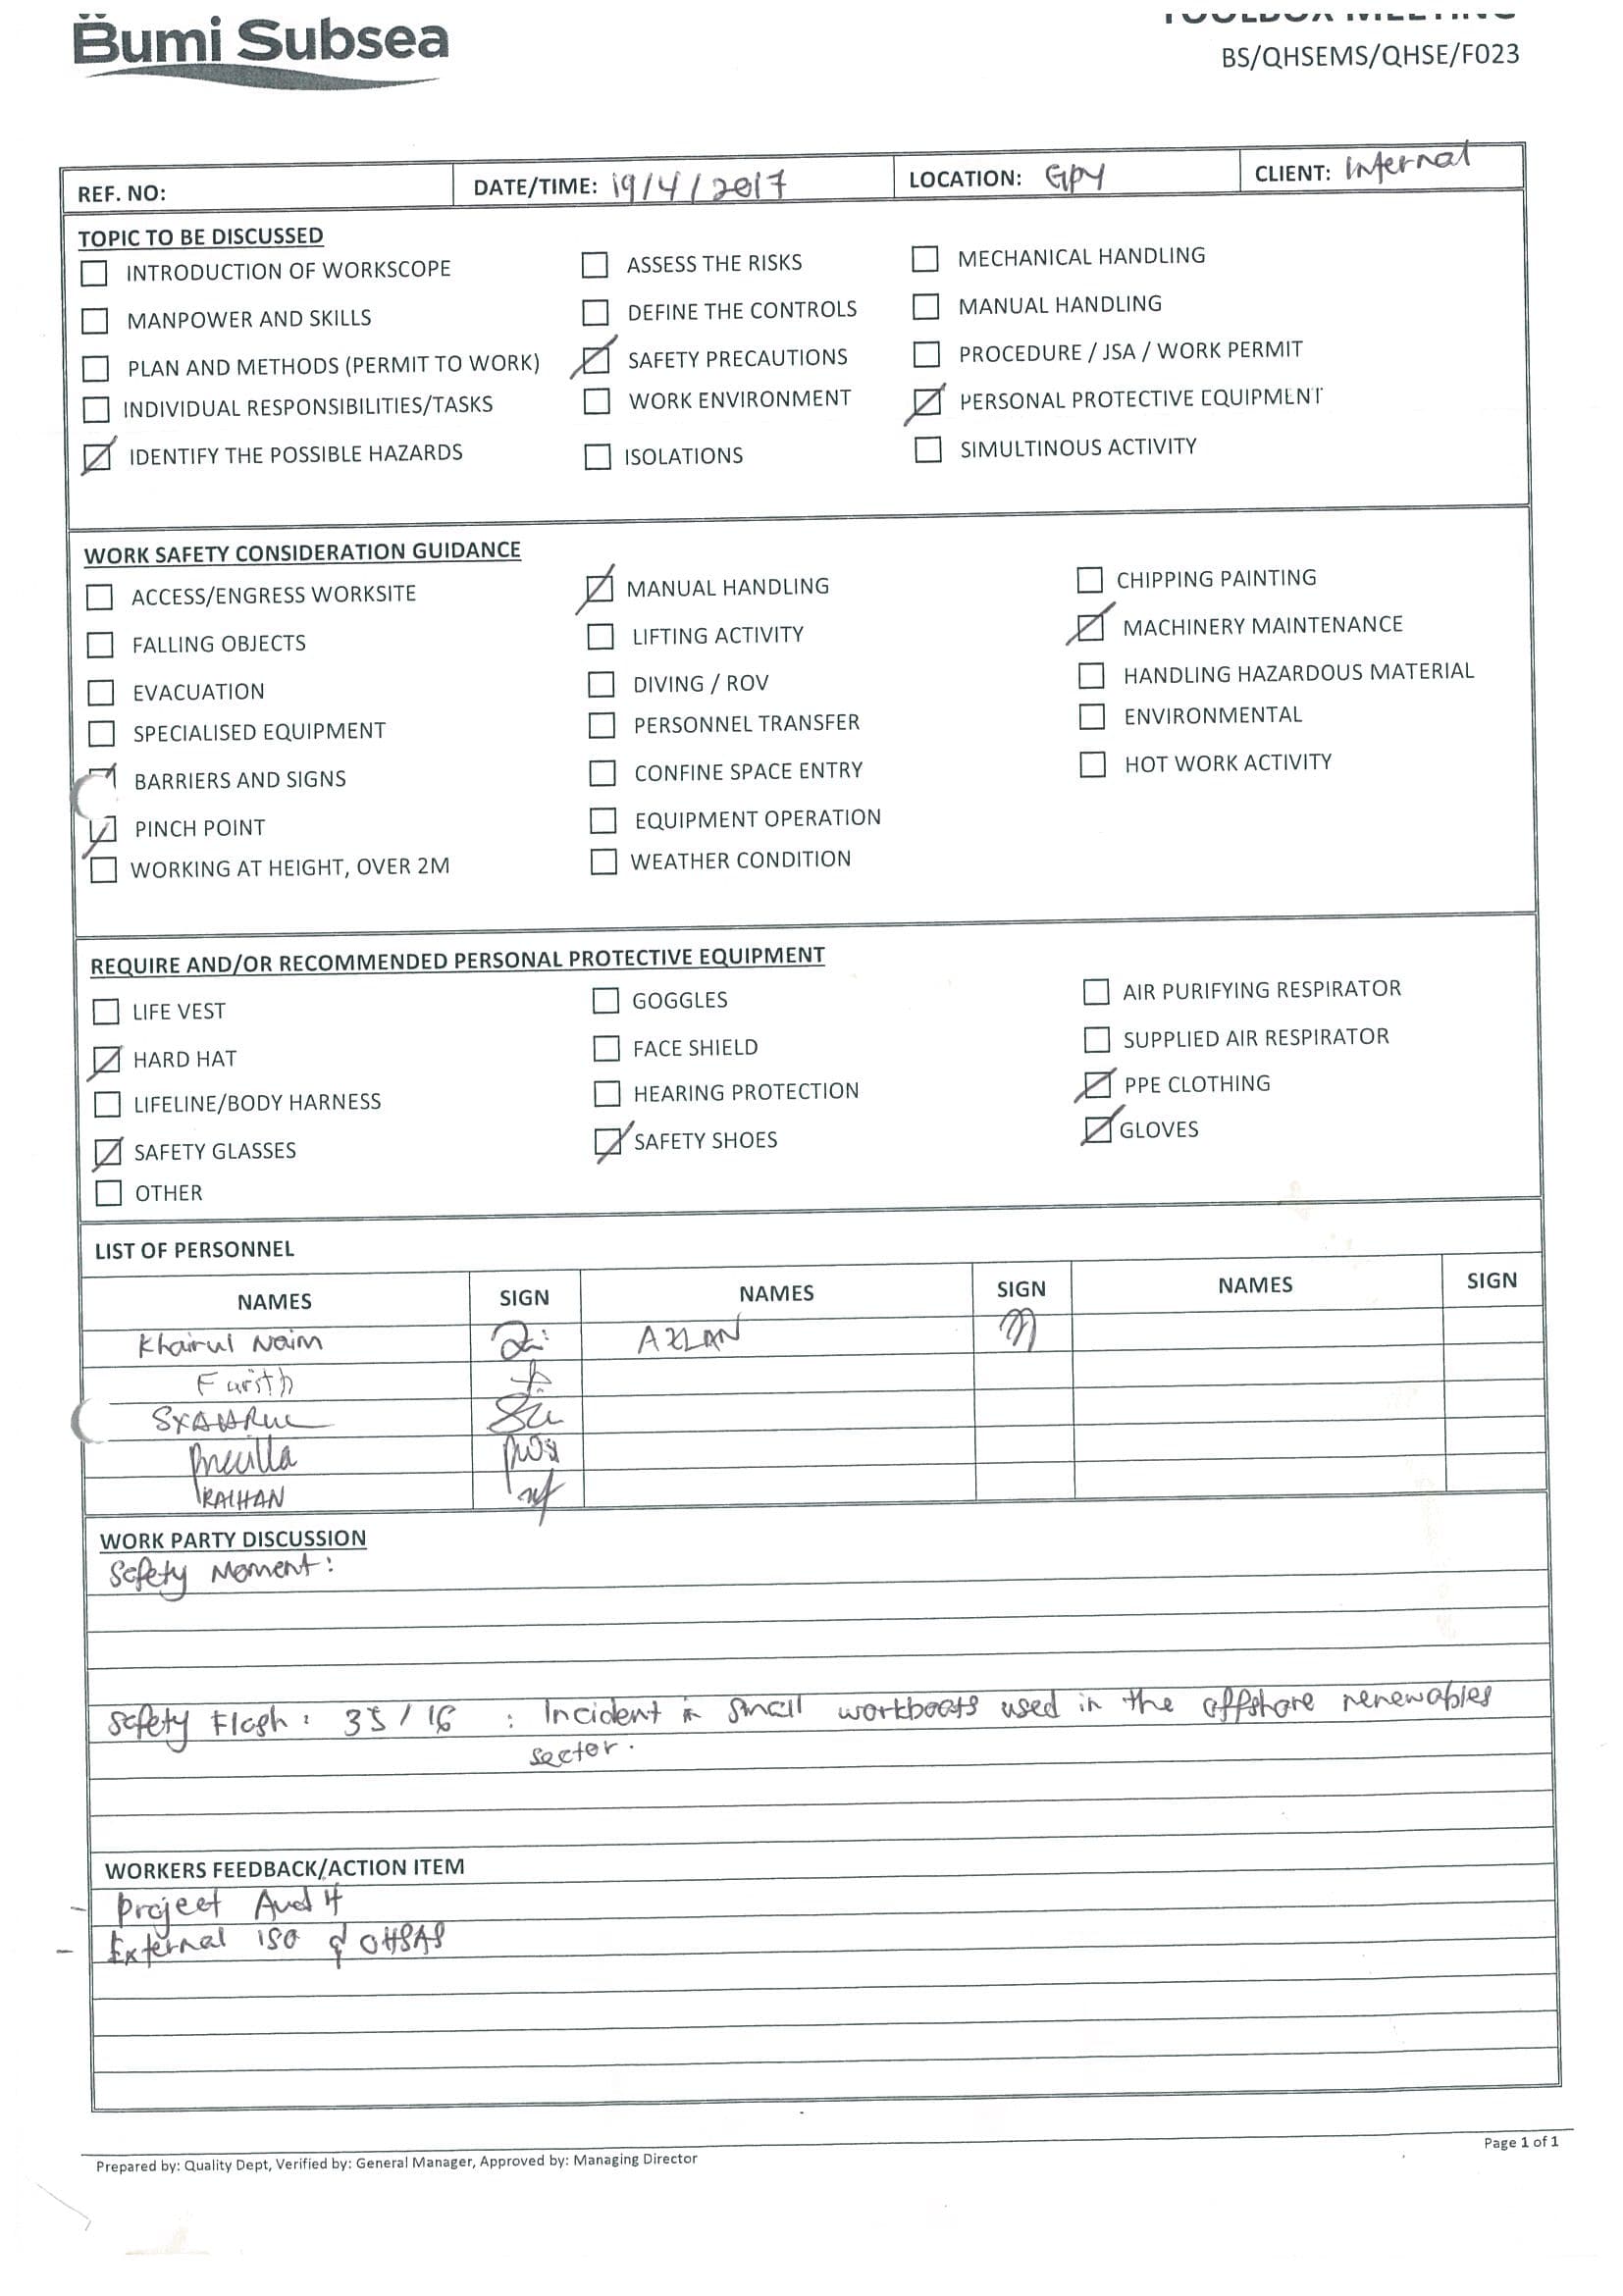 Bumi Subsea
TOOLBOX MEETING
BS/QHSEMS/QHSE/F023
REF. NO: DATE/TIME: 19/4/2017 LOCATION: GPY CLIENT: Internal
TOPIC TO BE DISCUSSED
INTRODUCTION OF WORKSCOPE ASSESS THE RISKS MECHANICAL HANDLING
MANPOWER AND SKILLS DEFINE THE CONTROLS MANUAL HANDLING
PLAN AND METHODS (PERMIT TO WORK) SAFETY PRECAUTIONS PROCEDURE / JSA / WORK PERMIT
INDIVIDUAL RESPONSIBILITIES/TASKS WORK ENVIRONMENT PERSONAL PROTECTIVE EQUIPMENT
IDENTIFY THE POSSIBLE HAZARDS ISOLATIONS SIMULTINOUS ACTIVITY
WORK SAFETY CONSIDERATION GUIDANCE
ACCESS/ENGRESS WORKSITE MANUAL HANDLING CHIPPING PAINTING
FALLING OBJECTS LIFTING ACTIVITY MACHINERY MAINTENANCE
EVACUATION DIVING / ROV HANDLING HAZARDOUS MATERIAL
SPECIALISED EQUIPMENT PERSONNEL TRANSFER ENVIRONMENTAL
BARRIERS AND SIGNS CONFINE SPACE ENTRY HOT WORK ACTIVITY
PINCH POINT EQUIPMENT OPERATION
WORKING AT HEIGHT, OVER 2M WEATHER CONDITION
REQUIRE AND/OR RECOMMENDED PERSONAL PROTECTIVE EQUIPMENT
LIFE VEST GOGGLES AIR PURIFYING RESPIRATOR
HARD HAT FACE SHIELD SUPPLIED AIR RESPIRATOR
LIFELINE/BODY HARNESS HEARING PROTECTION PPE CLOTHING
SAFETY GLASSES SAFETY SHOES GLOVES
OTHER
LIST OF PERSONNEL
NAMES SIGN NAMES SIGN NAMES SIGN
Khairul Naim AZLAN
Farith
SYAHRUL
RAIHAN
WORK PARTY DISCUSSION
Safety Moment:
Safety Flash: 35/16 : Incident in small workboats used in the offshore renewables
sector.
WORKERS FEEDBACK/ACTION ITEM
- Project Audit
- External ISO & OHSAS
Prepared by: Quality Dept, Verified by: General Manager, Approved by: Managing Director
Page 1 of 1